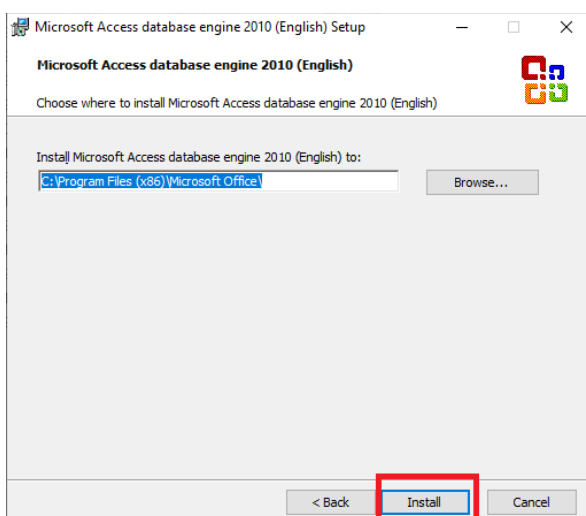 Microsoft Access database engine 2010 (English) Setup
Microsoft Access database engine 2010 (English)
Choose where to install Microsoft Access database engine 2010 (English)
Install Microsoft Access database engine 2010 (English) to:
C:\Program Files (x86)\Microsoft Office\
Browse...
< Back
Install
Cancel